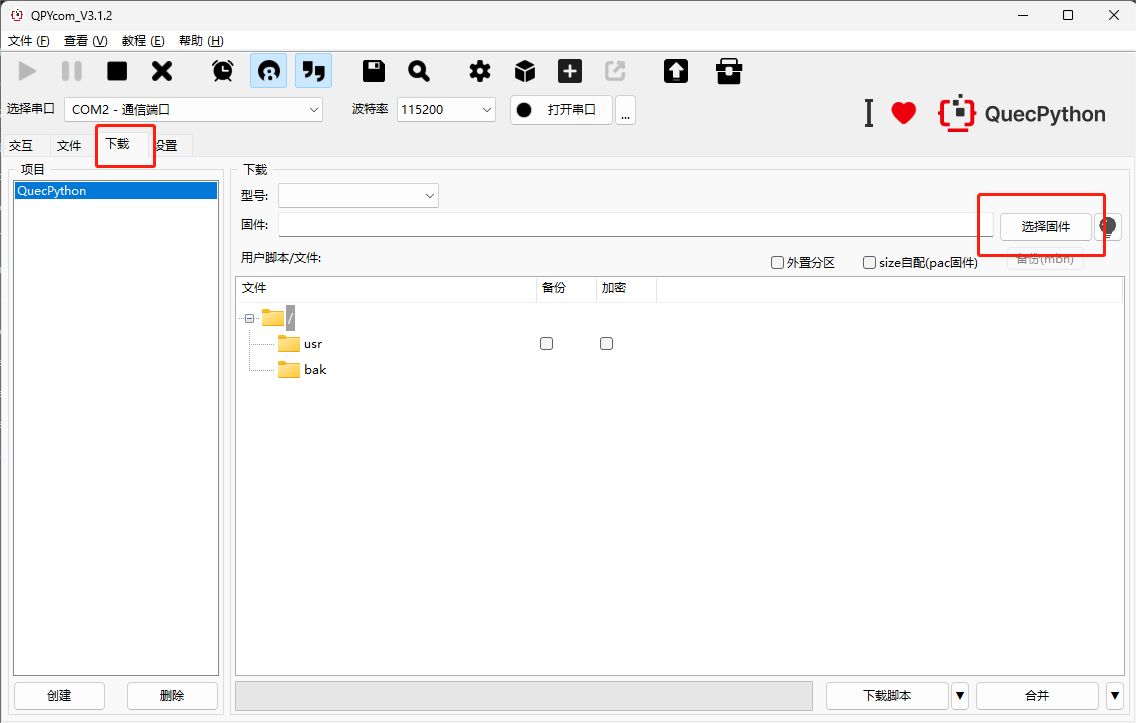 QPYcom_V3.1.2
文件 (F) 查看 (V) 教程 (E) 帮助 (H)
选择串口 COM2 - 通信端口 波特率 115200 打开串口 ... I QuecPython
交互 文件 下载 设置
项目 下载
QuecPython
型号:
固件: 选择固件
用户脚本/文件: 外置分区 size自配(pac固件) 备份(mbn)
文件 备份 加密
/
usr
bak
创建 删除 下载脚本 合并